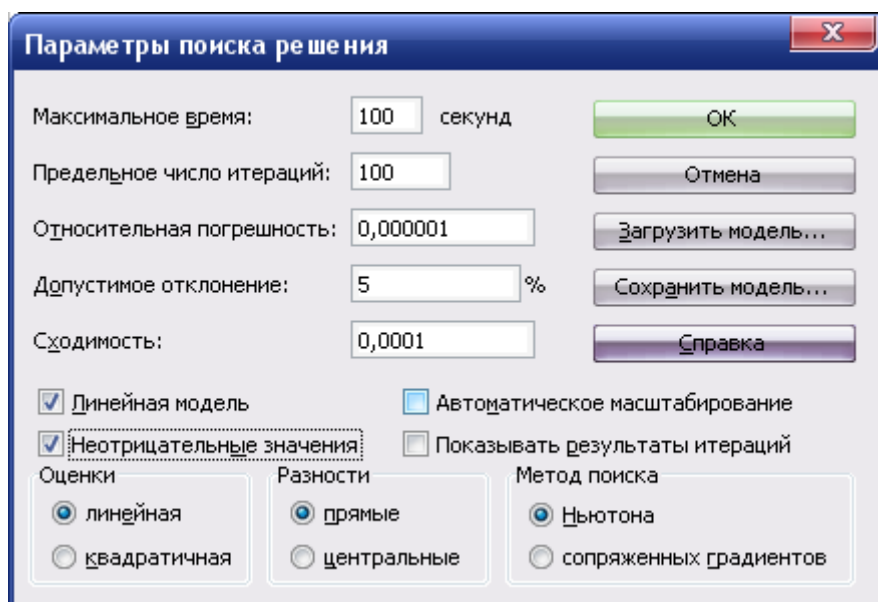 Параметры поиска решения
Максимальное время: 100 секунд ОК
Предельное число итераций: 100 Отмена
Относительная погрешность: 0,000001 Загрузить модель...
Допустимое отклонение: 5 % Сохранить модель...
Сходимость: 0,0001 Справка
Линейная модель Автоматическое масштабирование
Неотрицательные значения Показывать результаты итераций
Оценки Разности Метод поиска
линейная прямые Ньютона
квадратичная центральные сопряженных градиентов